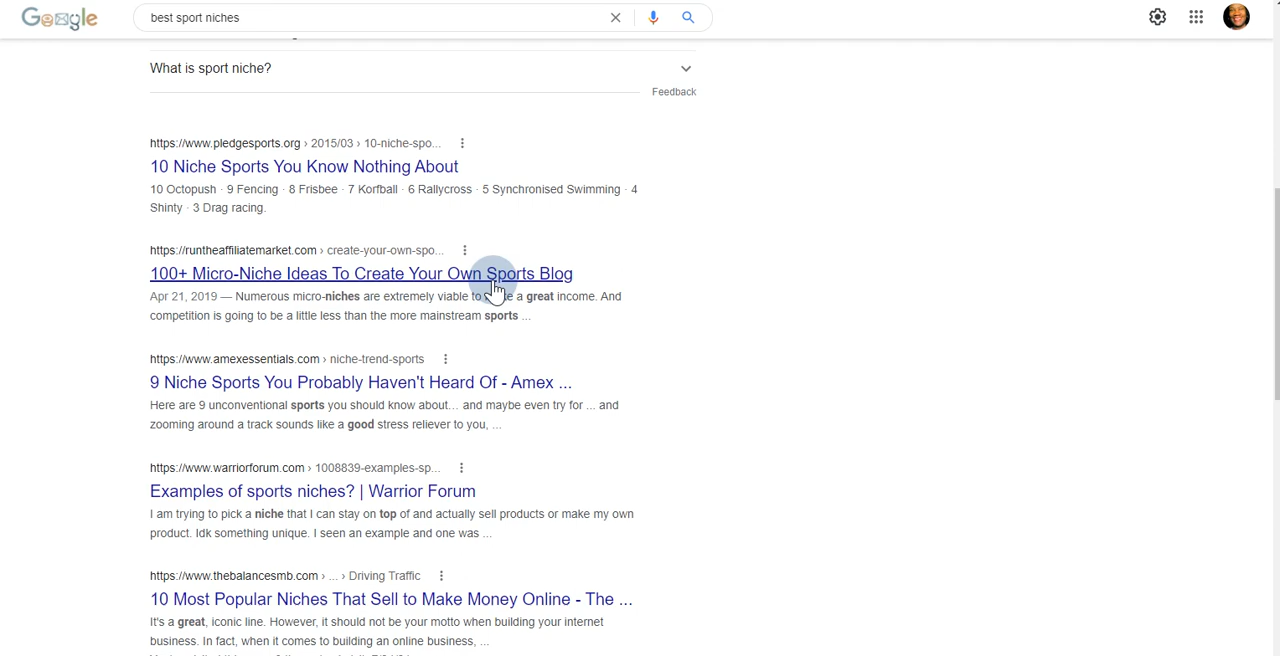 Google
best sport niches
What is sport niche?
Feedback
https://www.pledgesports.org › 2015/03 › 10-niche-spo...
10 Niche Sports You Know Nothing About
10 Octopush · 9 Fencing · 8 Frisbee · 7 Korfball · 6 Rallycross · 5 Synchronised Swimming · 4
Shinty · 3 Drag racing.
https://runtheaffiliatemarket.com › create-your-own-spo...
100+ Micro-Niche Ideas To Create Your Own Sports Blog
Apr 21, 2019 — Numerous micro-niches are extremely viable to a great income. And
competition is going to be a little less than the more mainstream sports ...
https://www.amexessentials.com › niche-trend-sports
9 Niche Sports You Probably Haven't Heard Of - Amex ...
Here are 9 unconventional sports you should know about... and maybe even try for ... and
zooming around a track sounds like a good stress reliever to you, ...
https://www.warriorforum.com › 1008839-examples-sp...
Examples of sports niches? | Warrior Forum
I am trying to pick a niche that I can stay on top of and actually sell products or make my own
product. Idk something unique. I seen an example and one was ...
https://www.thebalancesmb.com › ... › Driving Traffic
10 Most Popular Niches That Sell to Make Money Online - The ...
It's a great, iconic line. However, it should not be your motto when building your internet
business. In fact, when it comes to building an online business, ...